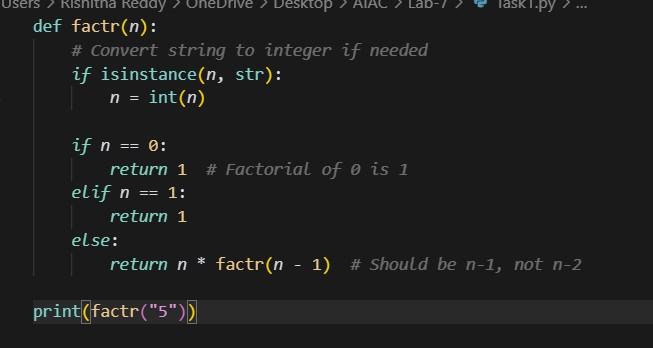 Users > Rishitha Reddy > OneDrive > Desktop > AIAC > Lab-7 > Task1.py > ...
def factr(n):
    # Convert string to integer if needed
    if isinstance(n, str):
        n = int(n)

    if n == 0:
        return 1  # Factorial of 0 is 1
    elif n == 1:
        return 1
    else:
        return n * factr(n - 1)  # Should be n-1, not n-2

print(factr("5"))